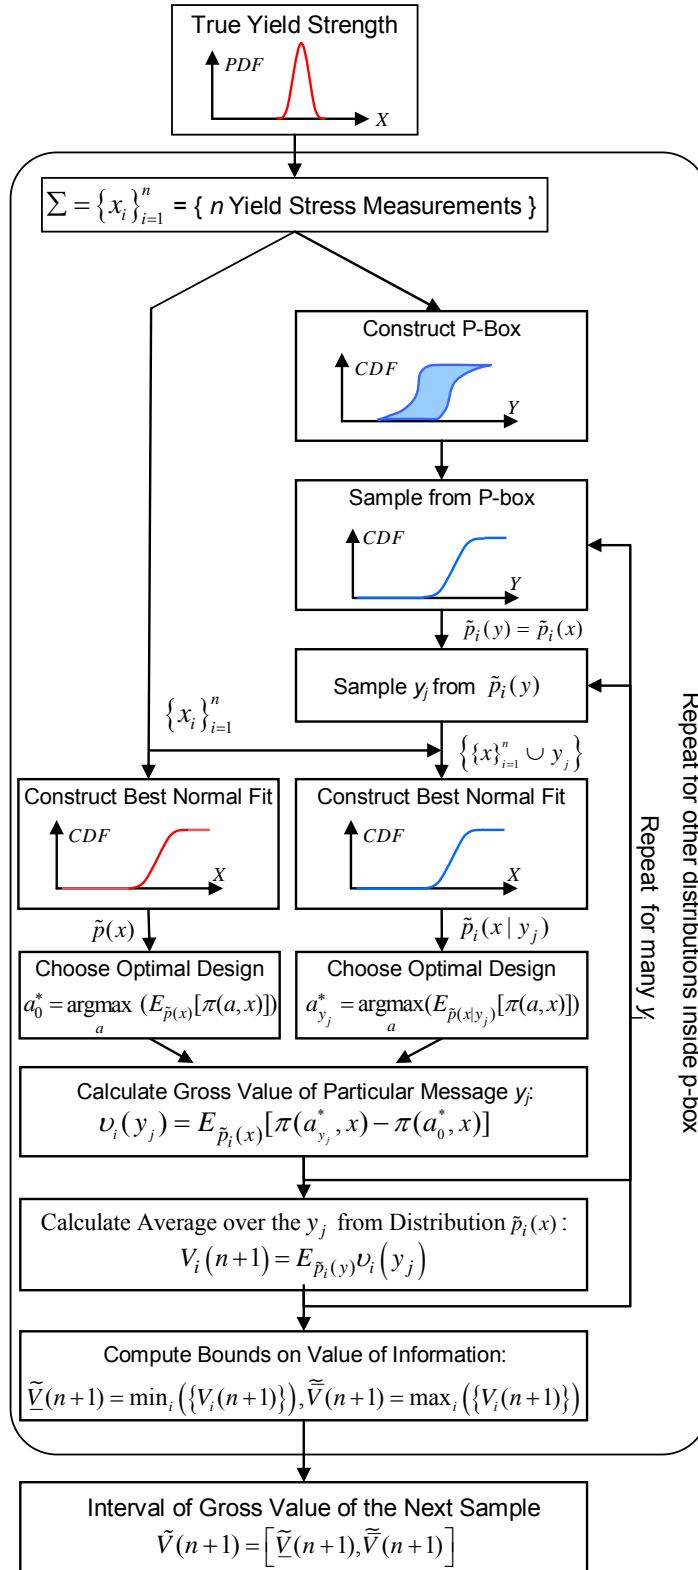 True Yield Strength
PDF
X
Σ = {x_i}_{i=1}^n = { n Yield Stress Measurements }
Construct P-Box
CDF
Y
Sample from P-box
CDF
Y
p̃_i(y) = p̃_i(x)
Sample y_j from p̃_i(y)
{x_i}_{i=1}^n
{{x}_{i=1}^n ∪ y_j}
Construct Best Normal Fit
CDF
X
Construct Best Normal Fit
CDF
X
p̃(x)
p̃_i(x | y_j)
Choose Optimal Design
a_0^* = argmax (E_{p̃(x)}[π(a,x)])
a
Choose Optimal Design
a_{y_j}^* = argmax(E_{p̃(x|y_j)}[π(a,x)])
a
Calculate Gross Value of Particular Message y_j:
υ_i(y_j) = E_{p̃_i(x)}[π(a_{y_j}^*, x) − π(a_0^*, x)]
Calculate Average over the y_j from Distribution p̃_i(x) :
V_i(n+1) = E_{p̃_i(y)} υ_i(y_j)
Compute Bounds on Value of Information:
Ṽ̲(n+1) = min_i({V_i(n+1)}), Ṽ̅(n+1) = max_i({V_i(n+1)})
Repeat for many y_j
Repeat for other distributions inside p-box
Interval of Gross Value of the Next Sample
Ṽ(n+1) = [Ṽ̲(n+1), Ṽ̅(n+1)]